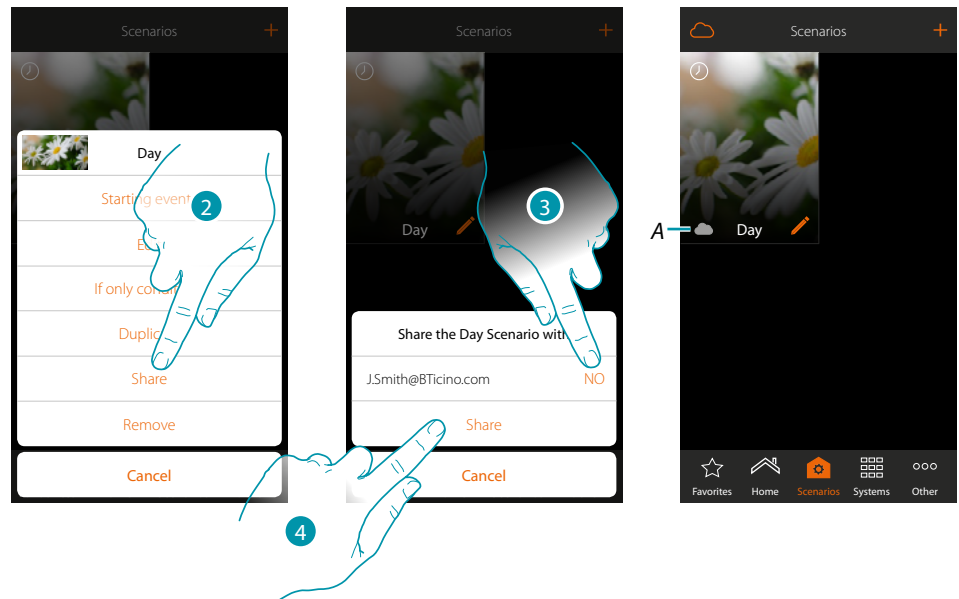 Scenarios
Day
Starting event
E
If only condi
Duplic
Share
Remove
Cancel
2
Scenarios
Day
3
Share the Day Scenario with
J.Smith@BTicino.com NO
Share
Cancel
4
Scenarios
A
Day
Favorites Home Scenarios Systems Other